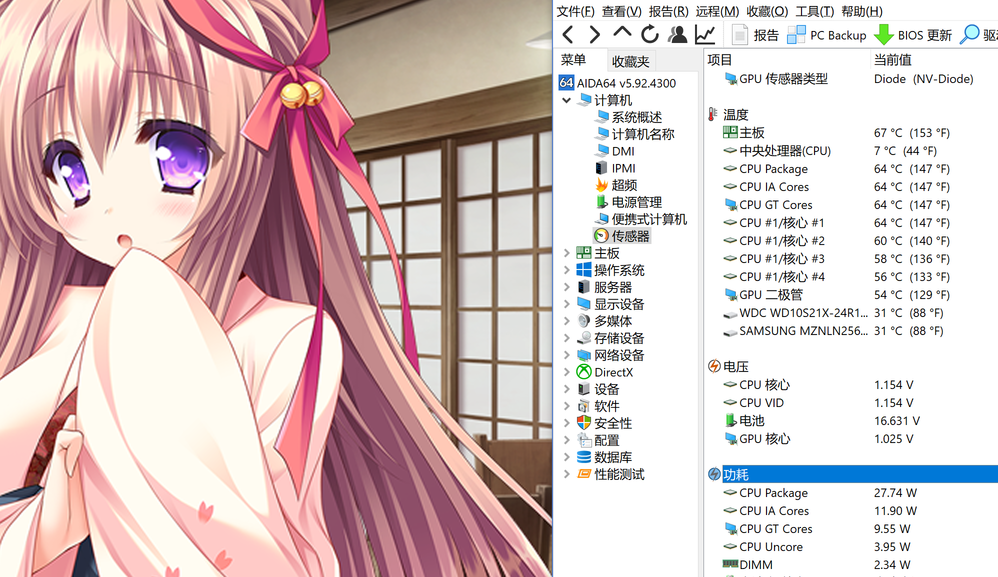 文件(F) 查看(V) 报告(R) 远程(M) 收藏(O) 工具(T) 帮助(H)
报告 PC Backup BIOS 更新
菜单 收藏夹
64 AIDA64 v5.92.4300
计算机
系统概述
计算机名称
DMI
IPMI
超频
电源管理
便携式计算机
传感器
主板
操作系统
服务器
显示设备
多媒体
存储设备
网络设备
DirectX
设备
软件
安全性
配置
数据库
性能测试
项目 当前值
GPU 传感器类型 Diode (NV-Diode)
温度
主板 67 °C (153 °F)
中央处理器(CPU) 7 °C (44 °F)
CPU Package 64 °C (147 °F)
CPU IA Cores 64 °C (147 °F)
CPU GT Cores 64 °C (147 °F)
CPU #1/核心 #1 64 °C (147 °F)
CPU #1/核心 #2 60 °C (140 °F)
CPU #1/核心 #3 58 °C (136 °F)
CPU #1/核心 #4 56 °C (133 °F)
GPU 二极管 54 °C (129 °F)
WDC WD10S21X-24R1... 31 °C (88 °F)
SAMSUNG MZNLN256... 31 °C (88 °F)
电压
CPU 核心 1.154 V
CPU VID 1.154 V
电池 16.631 V
GPU 核心 1.025 V
功耗
CPU Package 27.74 W
CPU IA Cores 11.90 W
CPU GT Cores 9.55 W
CPU Uncore 3.95 W
DIMM 2.34 W